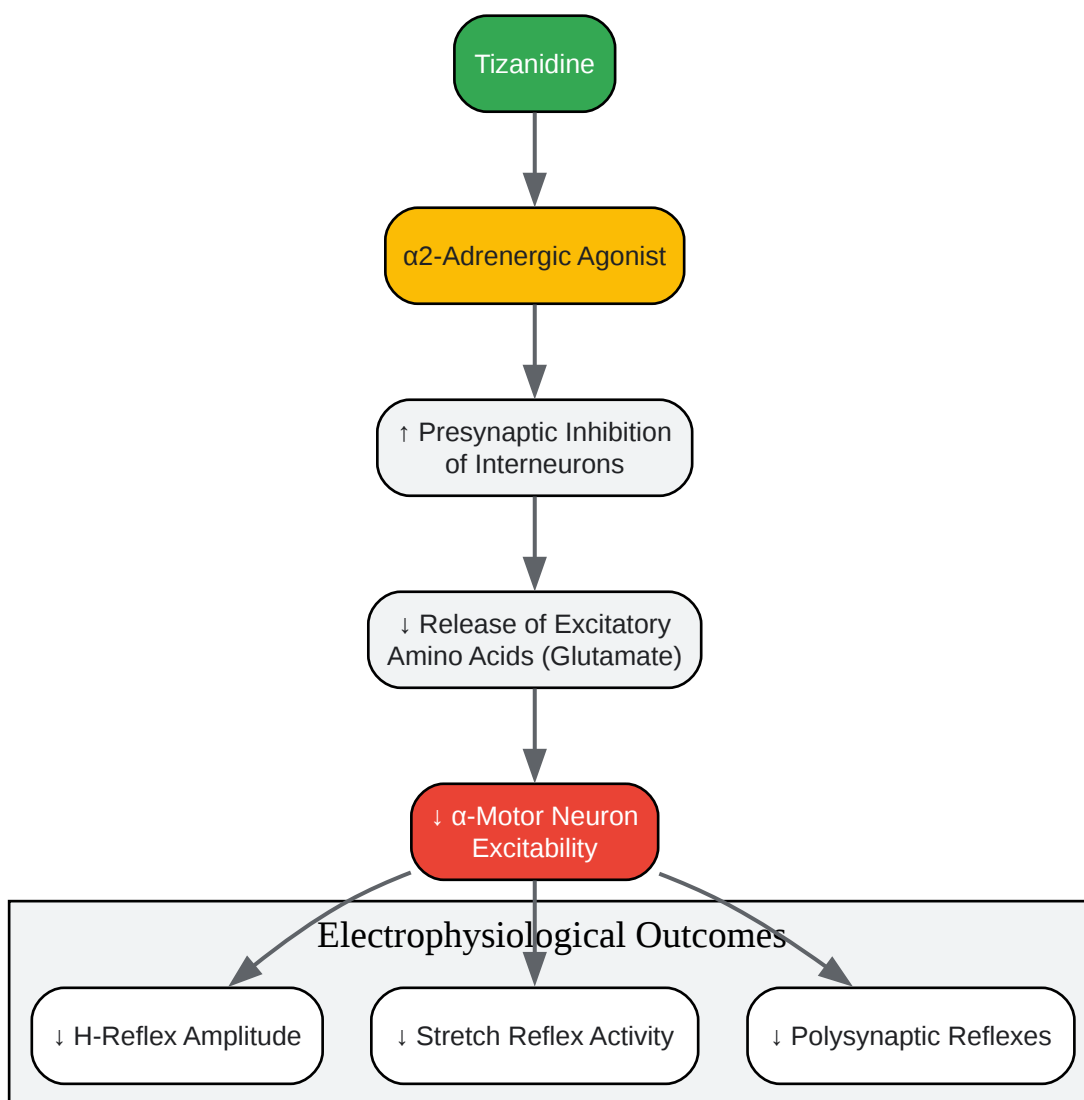 Tizanidine
α2-Adrenergic Agonist
↑ Presynaptic Inhibition
of Interneurons
↓ Release of Excitatory
Amino Acids (Glutamate)
↓ α-Motor Neuron
Excitability
Electrophysiological Outcomes
↓ H-Reflex Amplitude
↓ Stretch Reflex Activity
↓ Polysynaptic Reflexes